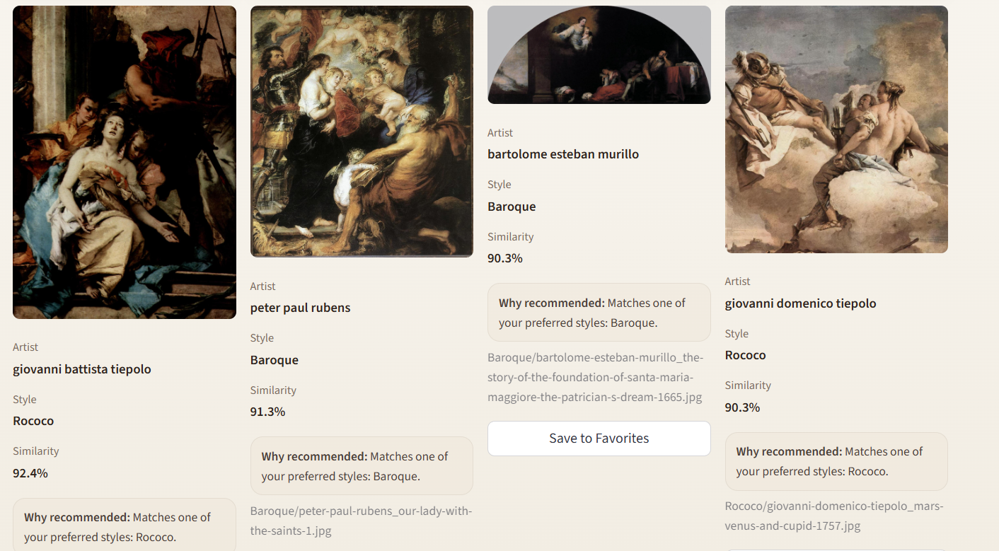 Artist
giovanni battista tiepolo
Style
Rococo
Similarity
92.4%
Why recommended: Matches one of
your preferred styles: Rococo.
Artist
peter paul rubens
Style
Baroque
Similarity
91.3%
Why recommended: Matches one of
your preferred styles: Baroque.
Baroque/peter-paul-rubens_our-lady-with-
the-saints-1.jpg
Artist
bartolome esteban murillo
Style
Baroque
Similarity
90.3%
Why recommended: Matches one of
your preferred styles: Baroque.
Baroque/bartolome-esteban-murillo_the-
story-of-the-foundation-of-santa-maria-
maggiore-the-patrician-s-dream-1665.jpg
Save to Favorites
Artist
giovanni domenico tiepolo
Style
Rococo
Similarity
90.3%
Why recommended: Matches one of
your preferred styles: Rococo.
Rococo/giovanni-domenico-tiepolo_mars-
venus-and-cupid-1757.jpg